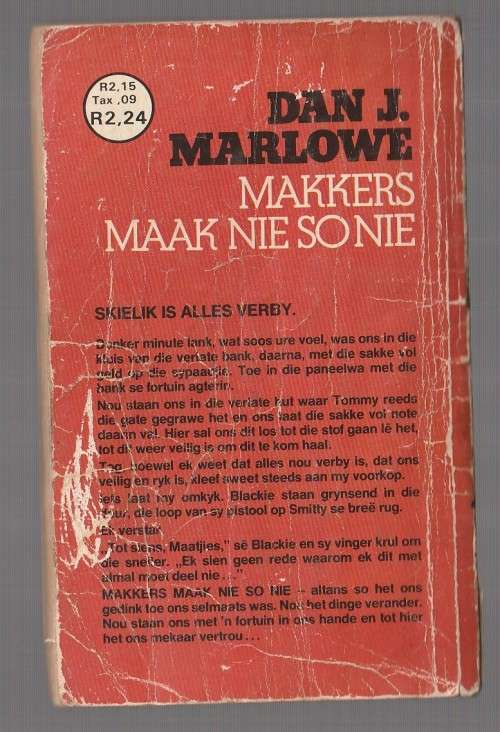 R2,15
Tax ,09
R2,24
DAN J.
MARLOWE
MAKKERS
MAAK NIE SO NIE
SKIELIK IS ALLES VERBY.
Donker minute lank, wat soos ure voel, was ons in die
kluis van die verlate bank, daarna, met die sakke vol
geld op die sypaadjie. Toe in die paneelwa met die
bank se fortuin agterin.
Nou staan ons in die verlate hut waar Tommy reeds
die gate gegrawe het en ons laat die sakke vol note
daarin val. Hier sal ons dit los tot die stof gaan lê het,
tot dit weer veilig is om dit te kom haal.
Tog, hoewel ek weet dat alles nou verby is, dat ons
veilig en ryk is, kleef sweet steeds aan my voorkop.
Iets laat my omkyk. Blackie staan grynsend in die
deur, die loop van sy pistool op Smitty se breë rug.
Ek verstar.
„Tot siens, Maatjies,” sê Blackie en sy vinger krul om
die sneller. „Ek sien geen rede waarom ek dit met
almal moet deel nie...”
MAKKERS MAAK NIE SO NIE – altans so het ons
gedink toe ons selmaats was. Nou het dinge verander.
Nou staan ons met 'n fortuin in ons hande en tot hier
het ons mekaar vertrou...